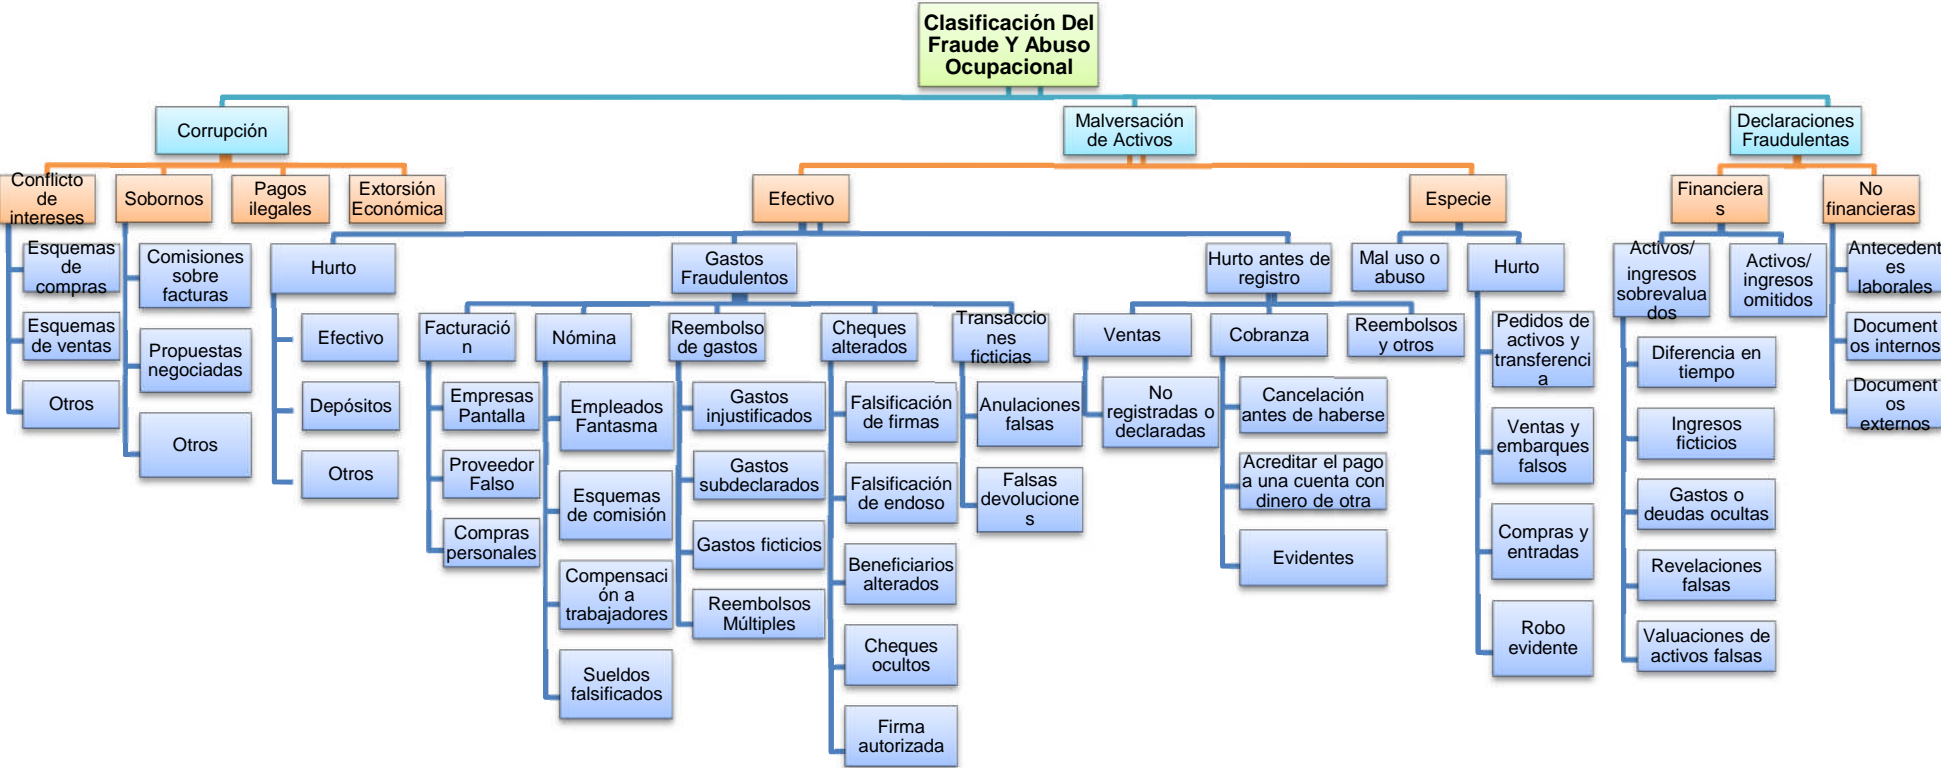 Clasificación Del
Fraude Y Abuso
Ocupacional
Corrupción
Malversación
de Activos
Declaraciones
Fraudulentas
Conflicto
de
intereses
Sobornos
Pagos
ilegales
Extorsión
Económica
Efectivo
Especie
Financiera
s
No
financieras
Esquemas
de
compras
Esquemas
de ventas
Otros
Comisiones
sobre
facturas
Propuestas
negociadas
Otros
Hurto
Efectivo
Depósitos
Otros
Gastos
Fraudulentos
Facturació
n
Empresas
Pantalla
Proveedor
Falso
Compras
personales
Nómina
Empleados
Fantasma
Esquemas
de comisión
Compensaci
ón a
trabajadores
Sueldos
falsificados
Reembolso
de gastos
Gastos
injustificados
Gastos
subdeclarados
Gastos ficticios
Reembolsos
Múltiples
Cheques
alterados
Falsificación
de firmas
Falsificación
de endoso
Beneficiarios
alterados
Cheques
ocultos
Firma
autorizada
Transaccio
nes
ficticias
Anulaciones
falsas
Falsas
devolucione
s
Hurto antes de
registro
Ventas
No
registradas o
declaradas
Cobranza
Cancelación
antes de haberse
Acreditar el pago
a una cuenta con
dinero de otra
Evidentes
Reembolsos
y otros
Mal uso o
abuso
Hurto
Pedidos de
activos y
transferenci
a
Ventas y
embarques
falsos
Compras y
entradas
Robo
evidente
Activos/
ingresos
sobrevalua
dos
Diferencia en
tiempo
Ingresos
ficticios
Gastos o
deudas ocultas
Revelaciones
falsas
Valuaciones de
activos falsas
Activos/
ingresos
omitidos
Antecedent
es
laborales
Document
os internos
Document
os
externos